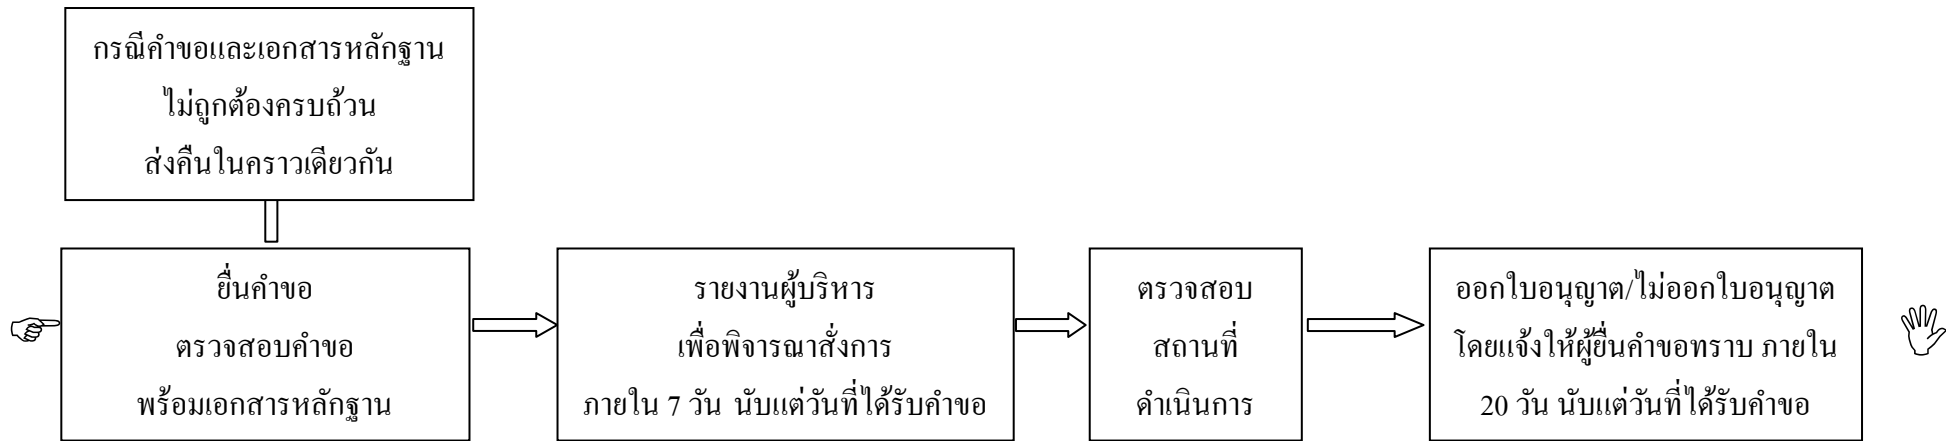 กรณีคำขอและเอกสารหลักฐาน
ไม่ถูกต้องครบถ้วน
ส่งคืนในคราวเดียวกัน
ยื่นคำขอ
ตรวจสอบคำขอ
พร้อมเอกสารหลักฐาน
รายงานผู้บริหาร
เพื่อพิจารณาสั่งการ
ภายใน 7 วัน นับแต่วันที่ได้รับคำขอ
ตรวจสอบ
สถานที่
ดำเนินการ
ออกใบอนุญาต/ไม่ออกใบอนุญาต
โดยแจ้งให้ผู้ยื่นคำขอทราบ ภายใน
20 วัน นับแต่วันที่ได้รับคำขอ